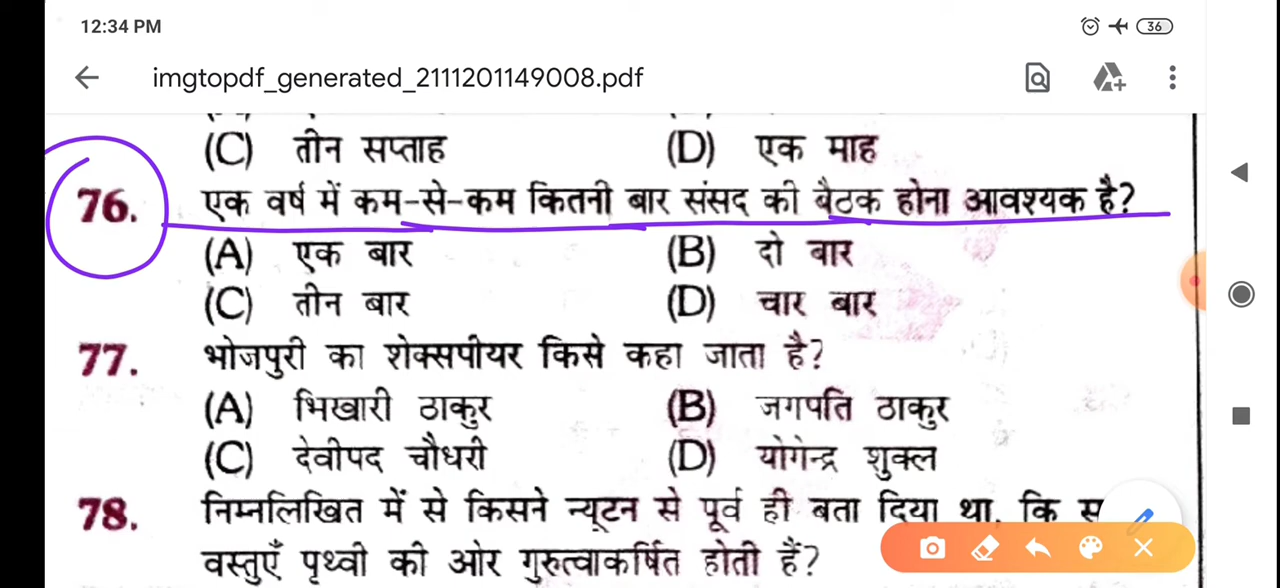 12:34 PM
36
imgtopdf_generated_2111201149008.pdf
(C) तीन सप्ताह (D) एक माह
76. एक वर्ष में कम-से-कम कितनी बार संसद की बैठक होना आवश्यक है?
(A) एक बार (B) दो बार
(C) तीन बार (D) चार बार
77. भोजपुरी का शेक्सपीयर किसे कहा जाता है?
(A) भिखारी ठाकुर (B) जगपति ठाकुर
(C) देवीपद चौधरी (D) योगेन्द्र शुक्ल
78. निम्नलिखित में से किसने न्यूटन से पूर्व ही बता दिया था, कि
वस्तुएँ पृथ्वी की ओर गुरुत्वाकर्षित होती हैं?